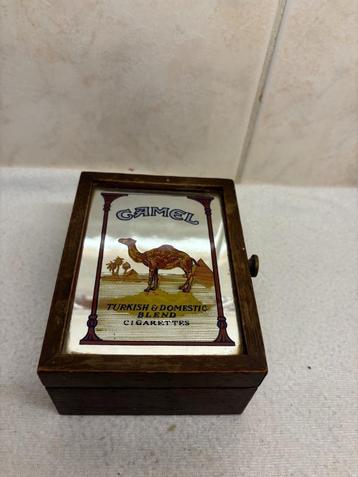 CAMEL
TURKISH & DOMESTIC
BLEND
CIGARETTES